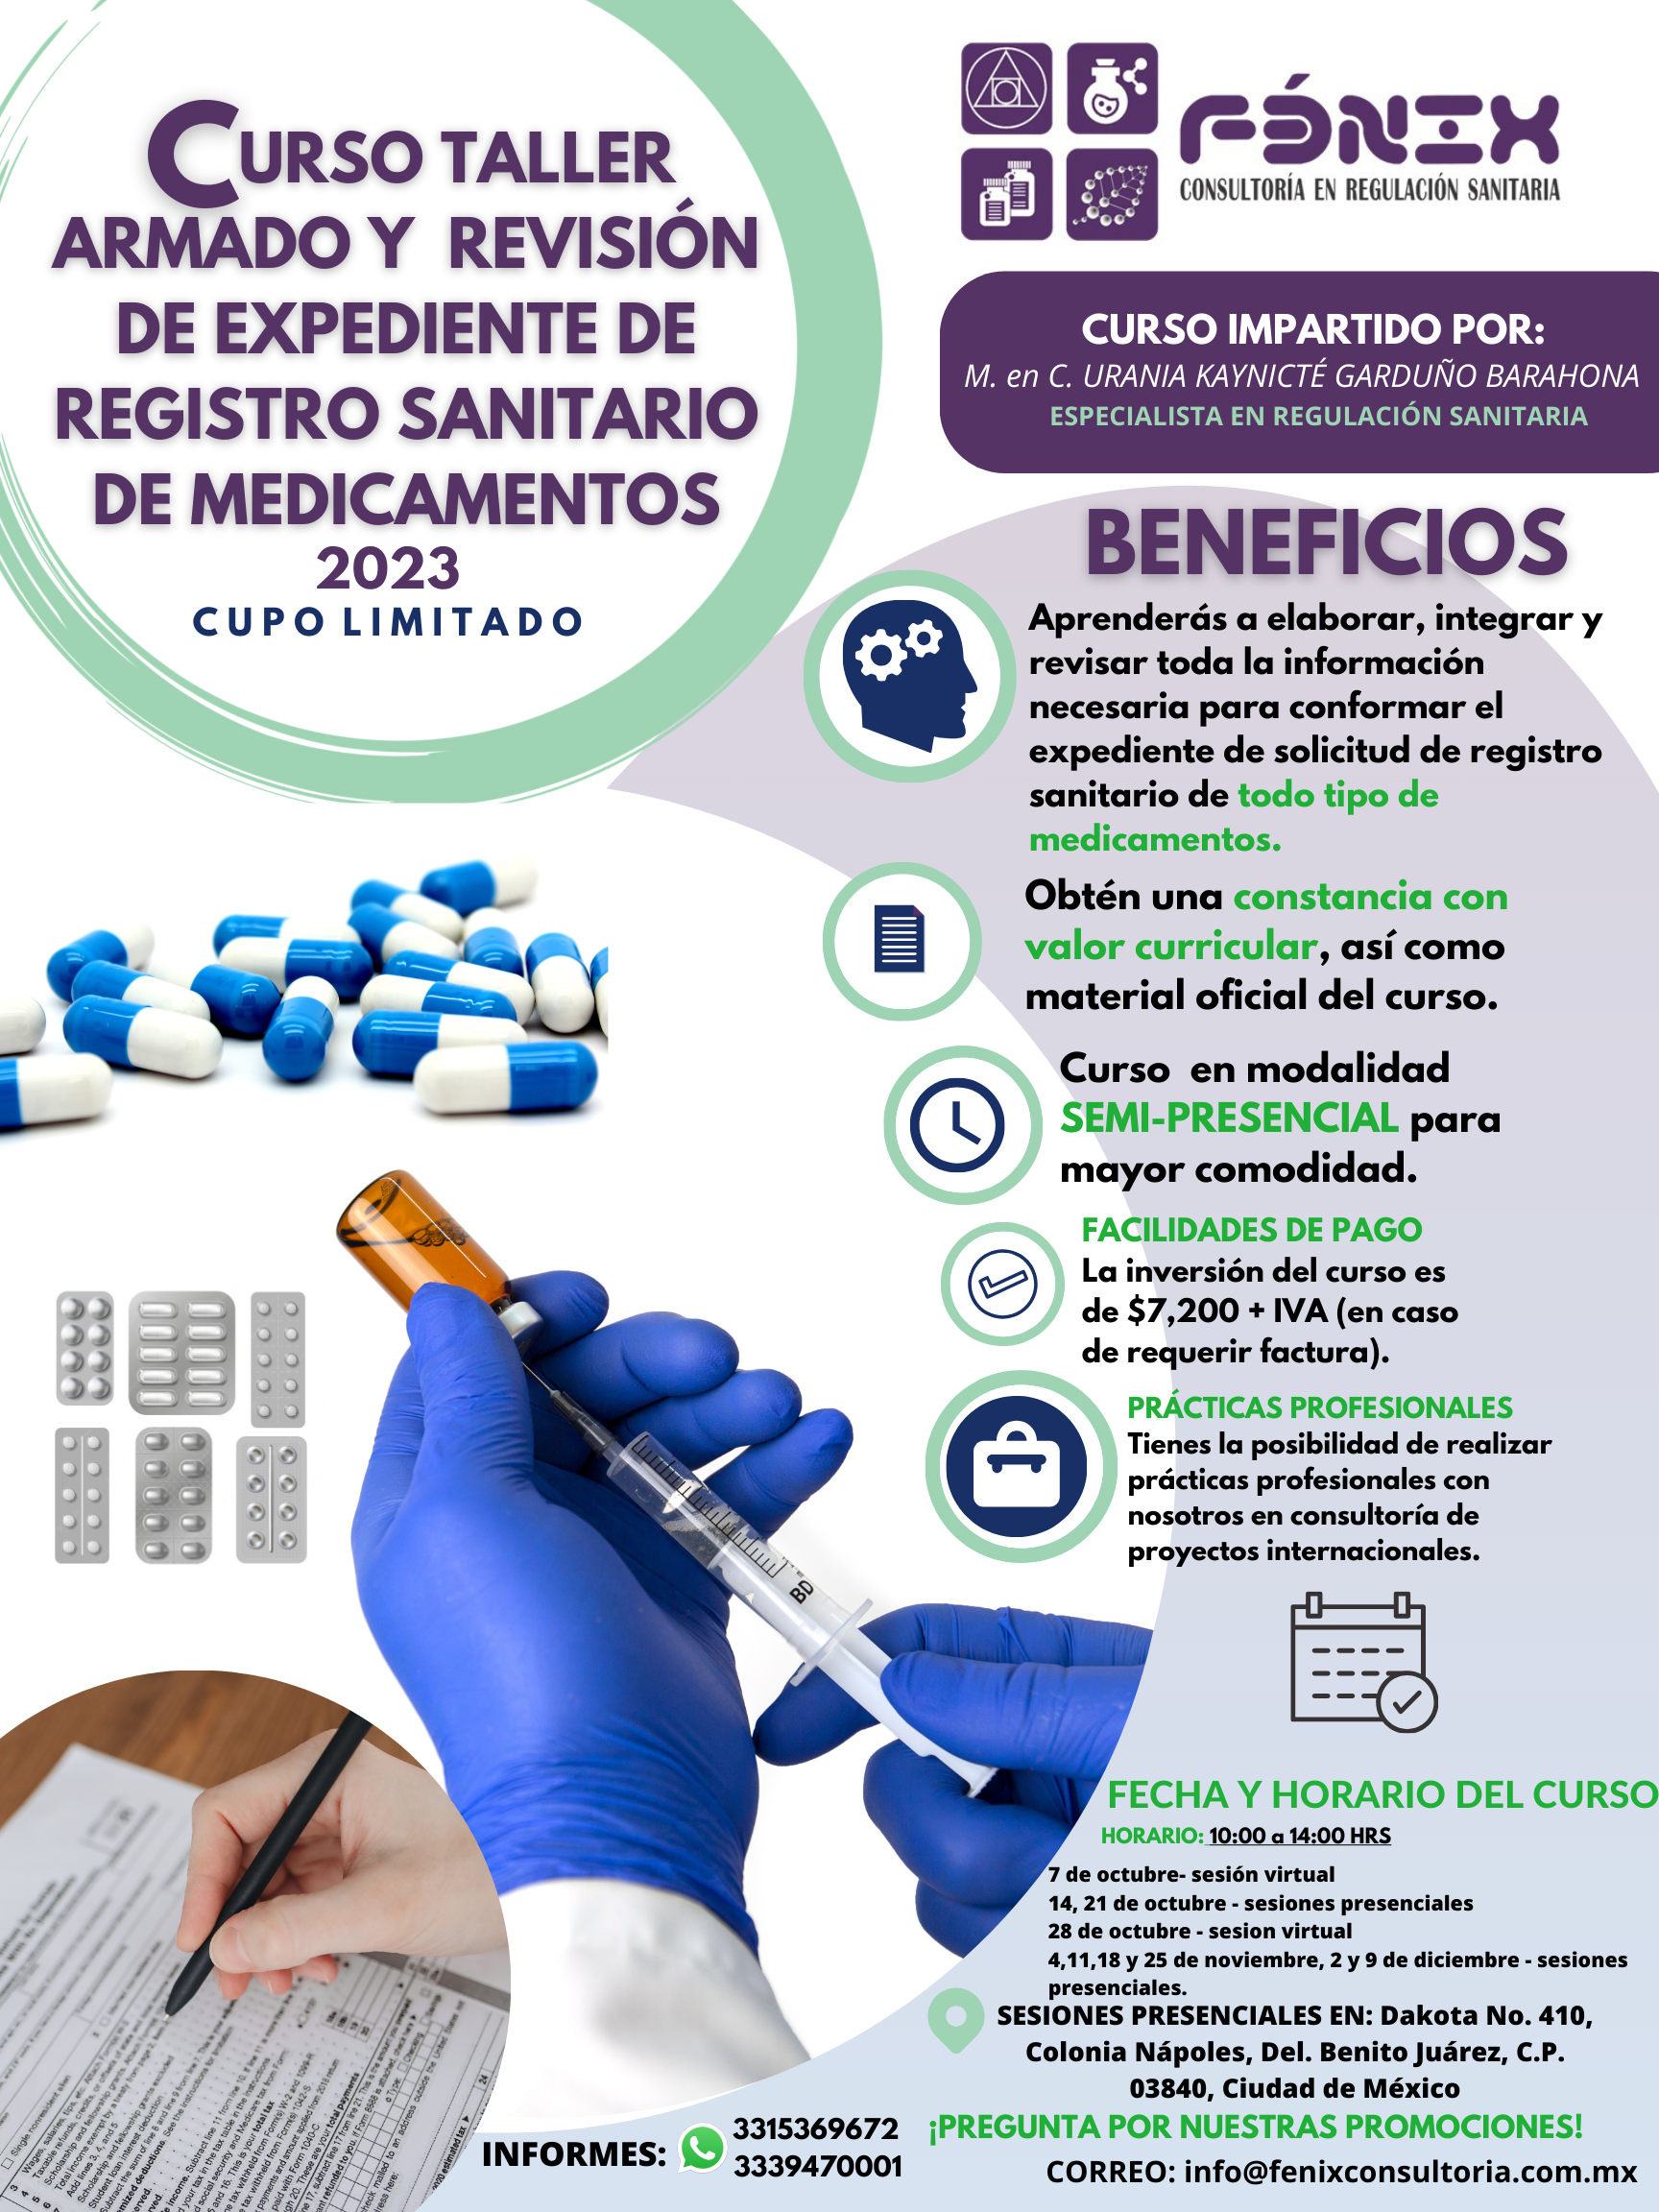 CURSO TALLER
ARMADO Y REVISIÓN
DE EXPEDIENTE DE
REGISTRO SANITARIO
DE MEDICAMENTOS
2023
CUPO LIMITADO
FÉNIX
CONSULTORÍA EN REGULACIÓN SANITARIA
CURSO IMPARTIDO POR:
M. en C. URANIA KAYNICTÉ GARDUÑO BARAHONA
ESPECIALISTA EN REGULACIÓN SANITARIA
BENEFICIOS
Aprenderás a elaborar, integrar y
revisar toda la información
necesaria para conformar el
expediente de solicitud de registro
sanitario de todo tipo de
medicamentos.
Obtén una constancia con
valor curricular, así como
material oficial del curso.
Curso en modalidad
SEMI-PRESENCIAL para
mayor comodidad.
FACILIDADES DE PAGO
La inversión del curso es
de $7,200 + IVA (en caso
de requerir factura).
PRÁCTICAS PROFESIONALES
Tienes la posibilidad de realizar
prácticas profesionales con
nosotros en consultoría de
proyectos internacionales.
BD
FECHA Y HORARIO DEL CURSO
HORARIO: 10:00 a 14:00 HRS
7 de octubre- sesión virtual
14, 21 de octubre - sesiones presenciales
28 de octubre - sesion virtual
4,11,18 y 25 de noviembre, 2 y 9 de diciembre - sesiones
presenciales.
SESIONES PRESENCIALES EN: Dakota No. 410,
Colonia Nápoles, Del. Benito Juárez, C.P.
03840, Ciudad de México
¡PREGUNTA POR NUESTRAS PROMOCIONES!
CORREO: info@fenixconsultoria.com.mx
INFORMES:
3315369672
3339470001